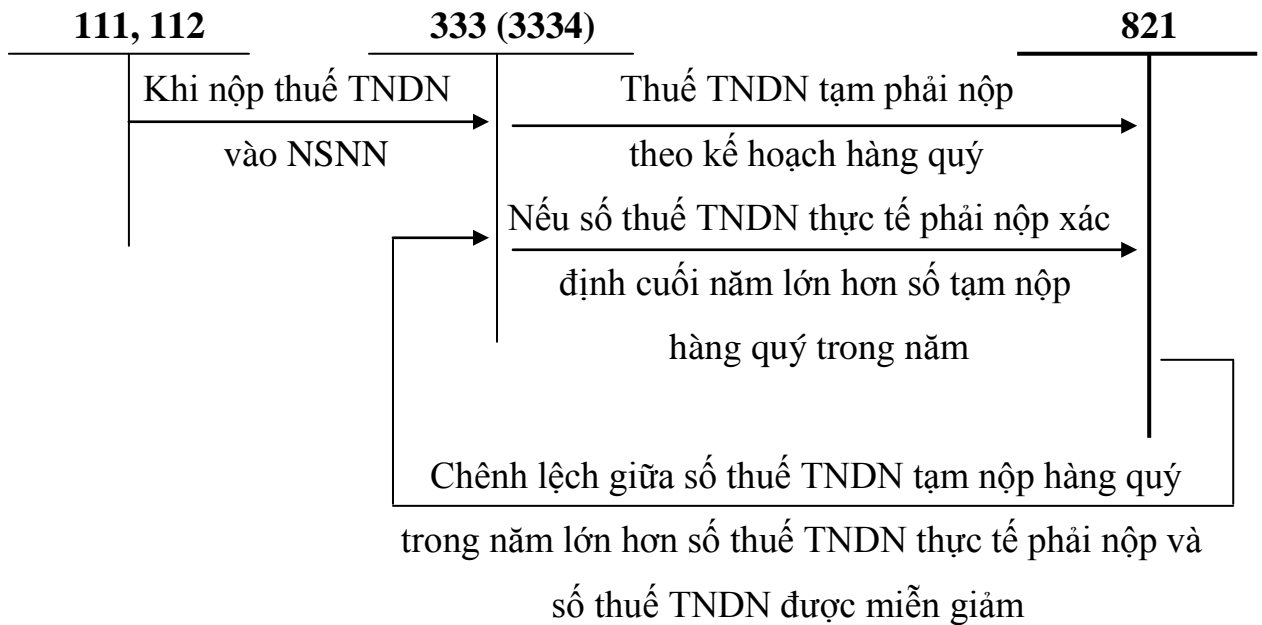 111, 112 333 (3334) 821
Khi nộp thuế TNDN Thuế TNDN tạm phải nộp
vào NSNN theo kế hoạch hàng quý
Nếu số thuế TNDN thực tế phải nộp xác
định cuối năm lớn hơn số tạm nộp
hàng quý trong năm
Chênh lệch giữa số thuế TNDN tạm nộp hàng quý
trong năm lớn hơn số thuế TNDN thực tế phải nộp và
số thuế TNDN được miễn giảm